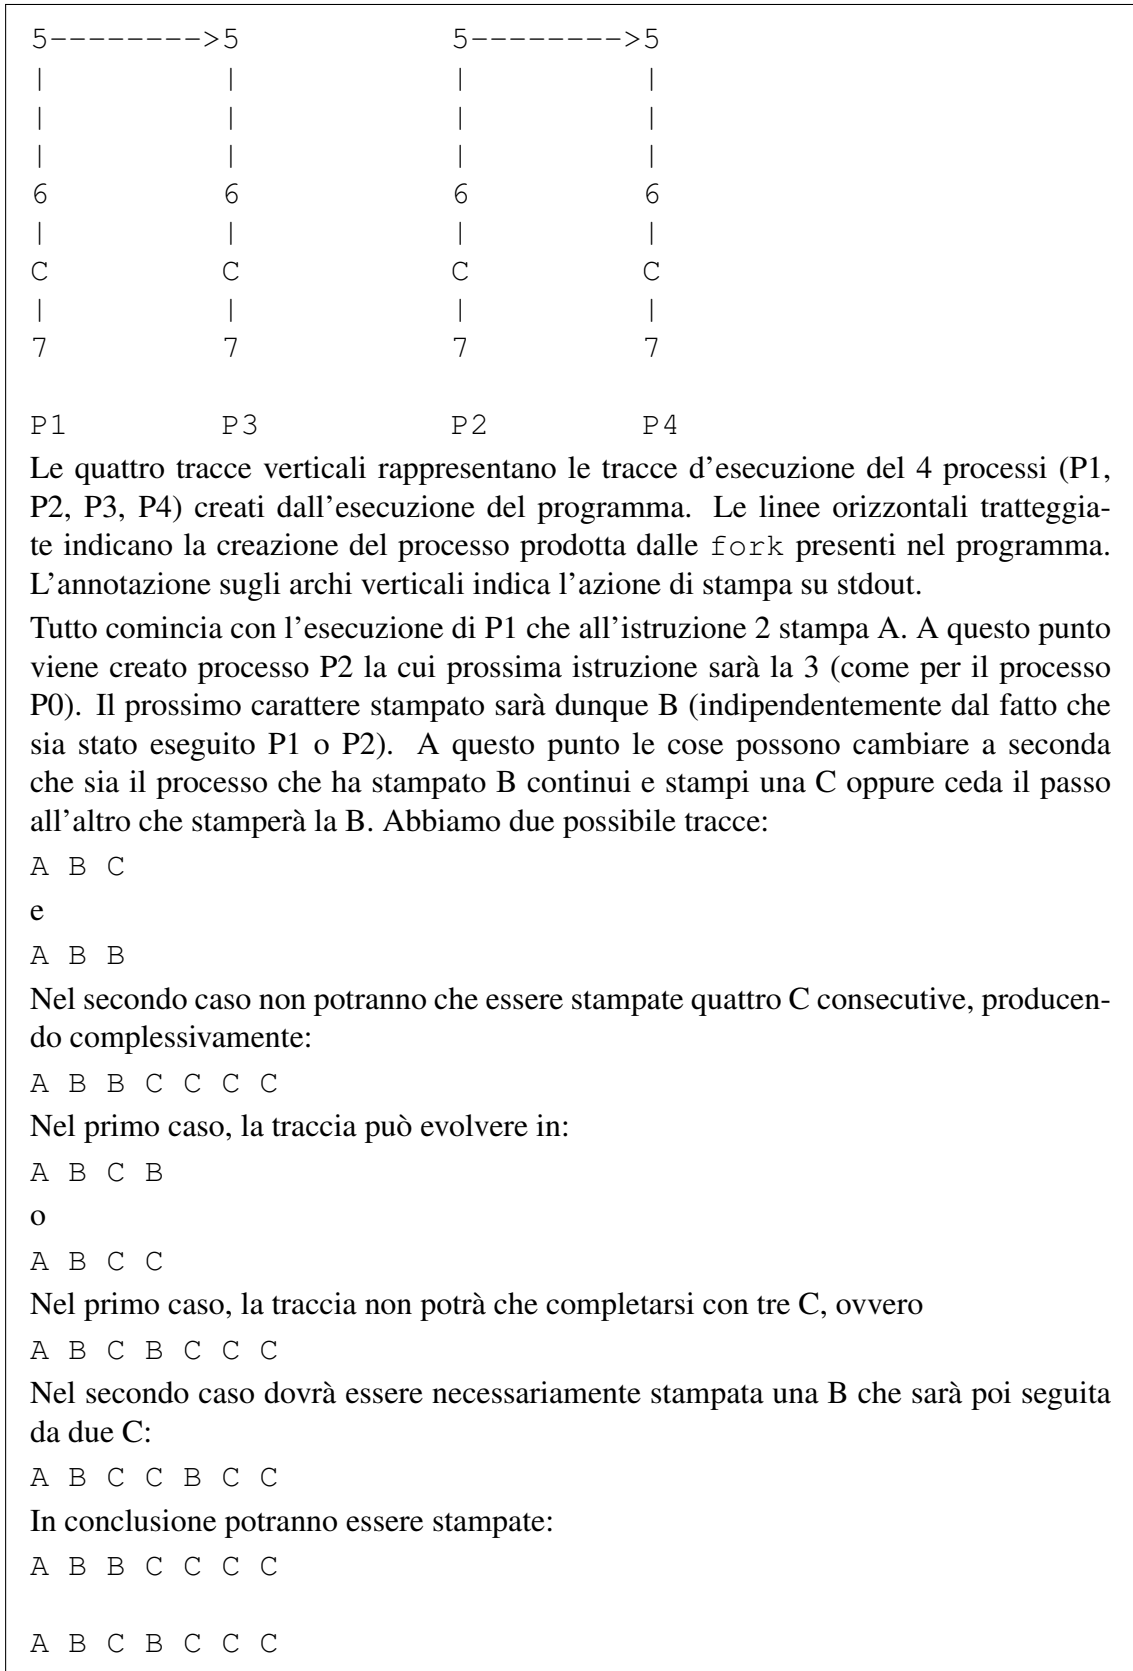 5-------->5 5-------->5
| | | |
| | | |
| | | |
6 6 6 6
| | | |
C C C C
| | | |
7 7 7 7
P1 P3 P2 P4
Le quattro tracce verticali rappresentano le tracce d'esecuzione del 4 processi (P1,
P2, P3, P4) creati dall'esecuzione del programma. Le linee orizzontali tratteggia-
te indicano la creazione del processo prodotta dalle fork presenti nel programma.
L'annotazione sugli archi verticali indica l'azione di stampa su stdout.
Tutto comincia con l'esecuzione di P1 che all'istruzione 2 stampa A. A questo punto
viene creato processo P2 la cui prossima istruzione sarà la 3 (come per il processo
P0). Il prossimo carattere stampato sarà dunque B (indipendentemente dal fatto che
sia stato eseguito P1 o P2). A questo punto le cose possono cambiare a seconda
che sia il processo che ha stampato B continui e stampi una C oppure ceda il passo
all'altro che stamperà la B. Abbiamo due possibile tracce:
A B C
e
A B B
Nel secondo caso non potranno che essere stampate quattro C consecutive, producen-
do complessivamente:
A B B C C C C
Nel primo caso, la traccia può evolvere in:
A B C B
o
A B C C
Nel primo caso, la traccia non potrà che completarsi con tre C, ovvero
A B C B C C C
Nel secondo caso dovrà essere necessariamente stampata una B che sarà poi seguita
da due C:
A B C C B C C
In conclusione potranno essere stampate:
A B B C C C C
A B C B C C C